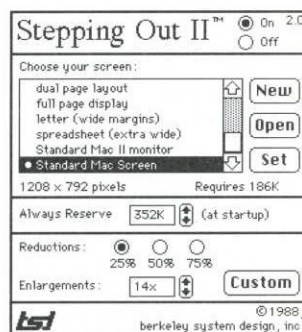 Stepping Out II™ On 2.0
Off
Choose your screen:
dual page layout
full page display
letter (wide margins)
spreadsheet (extra wide)
Standard Mac II monitor
• Standard Mac Screen
New
Open
Set
1208 x 792 pixels Requires 186K
Always Reserve 352K (at startup)
Reductions:
25% 50% 75%
Enlargements: 14x Custom
©1988,
bsd berkeley system design, inc